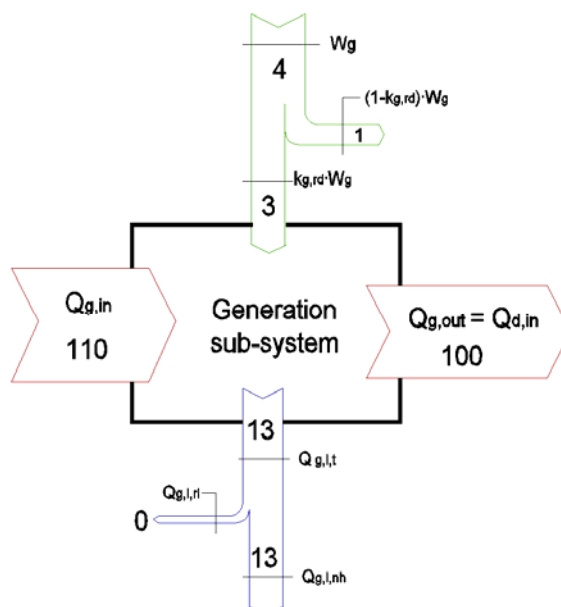 Wg
4
(1-kg,rd)·Wg
1
kg,rd·Wg
3
Qg,in
110
Generation
sub-system
Qg,out = Qd,in
100
13
Qg,l,t
Qg,l,rl
0
13
Qg,l,nh